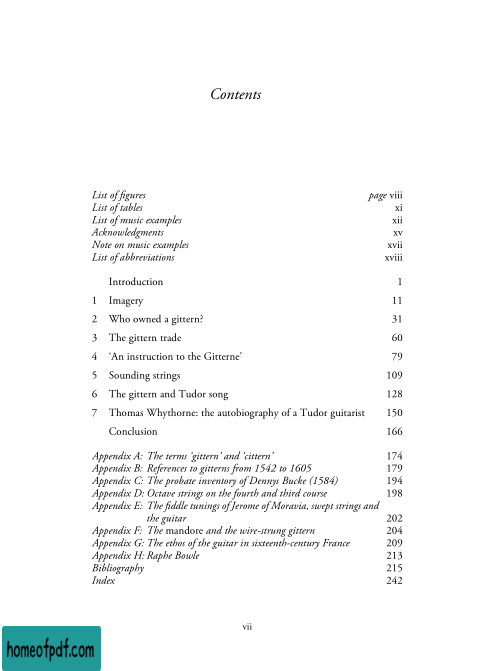 Contents
List of figures page viii
List of tables xi
List of music examples xii
Acknowledgments xv
Note on music examples xvii
List of abbreviations xviii
Introduction 1
1 Imagery 11
2 Who owned a gittern? 31
3 The gittern trade 60
4 ‘An instruction to the Gitterne’ 79
5 Sounding strings 109
6 The gittern and Tudor song 128
7 Thomas Whythorne: the autobiography of a Tudor guitarist 150
Conclusion 166
Appendix A: The terms ‘gittern’ and ‘cittern’ 174
Appendix B: References to gitterns from 1542 to 1605 179
Appendix C: The probate inventory of Dennys Bucke (1584) 194
Appendix D: Octave strings on the fourth and third course 198
Appendix E: The fiddle tunings of Jerome of Moravia, swept strings and
the guitar 202
Appendix F: The mandore and the wire-strung gittern 204
Appendix G: The ethos of the guitar in sixteenth-century France 209
Appendix H: Raphe Bowle 213
Bibliography 215
Index 242
vii
homeofpdf.com